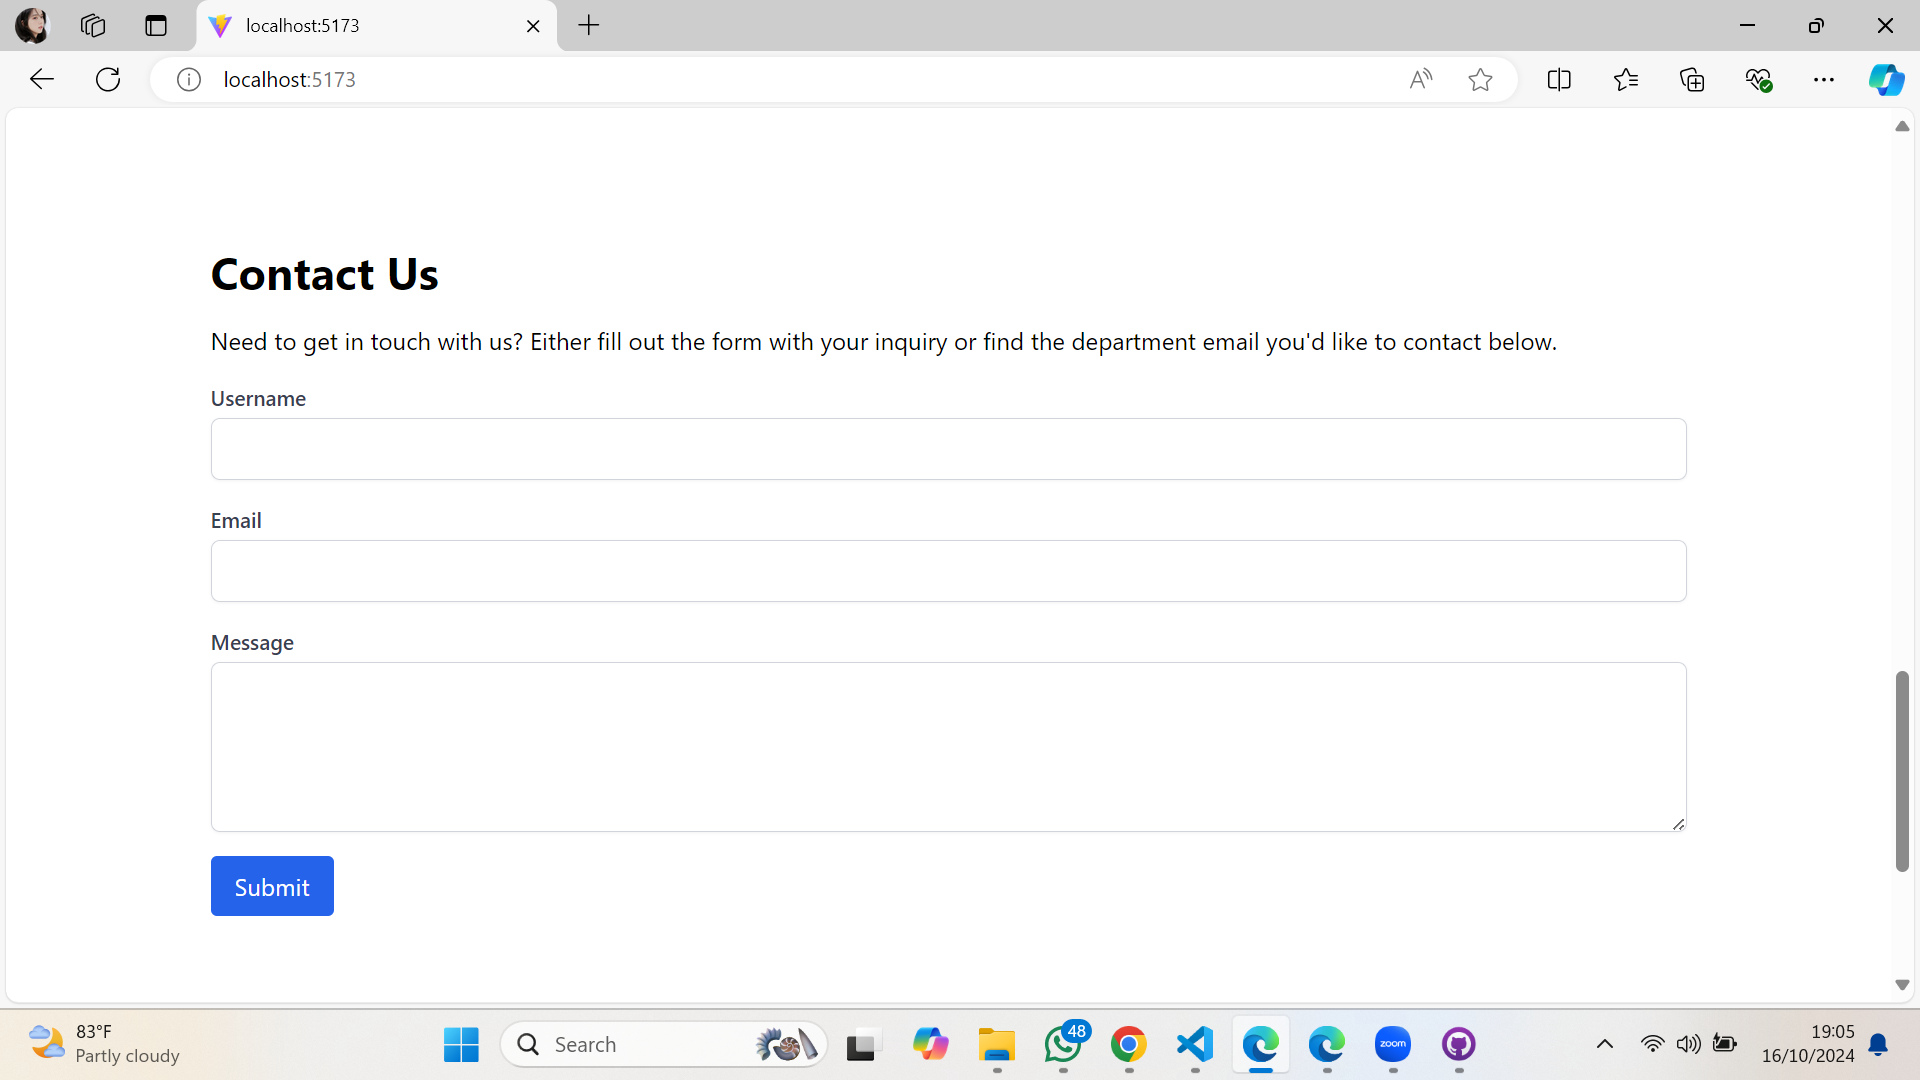 localhost:5173
localhost:5173
Contact Us
Need to get in touch with us? Either fill out the form with your inquiry or find the department email you'd like to contact below.
Username
Email
Message
Submit
83°F
Partly cloudy
Search
48
zoom
19:05
16/10/2024